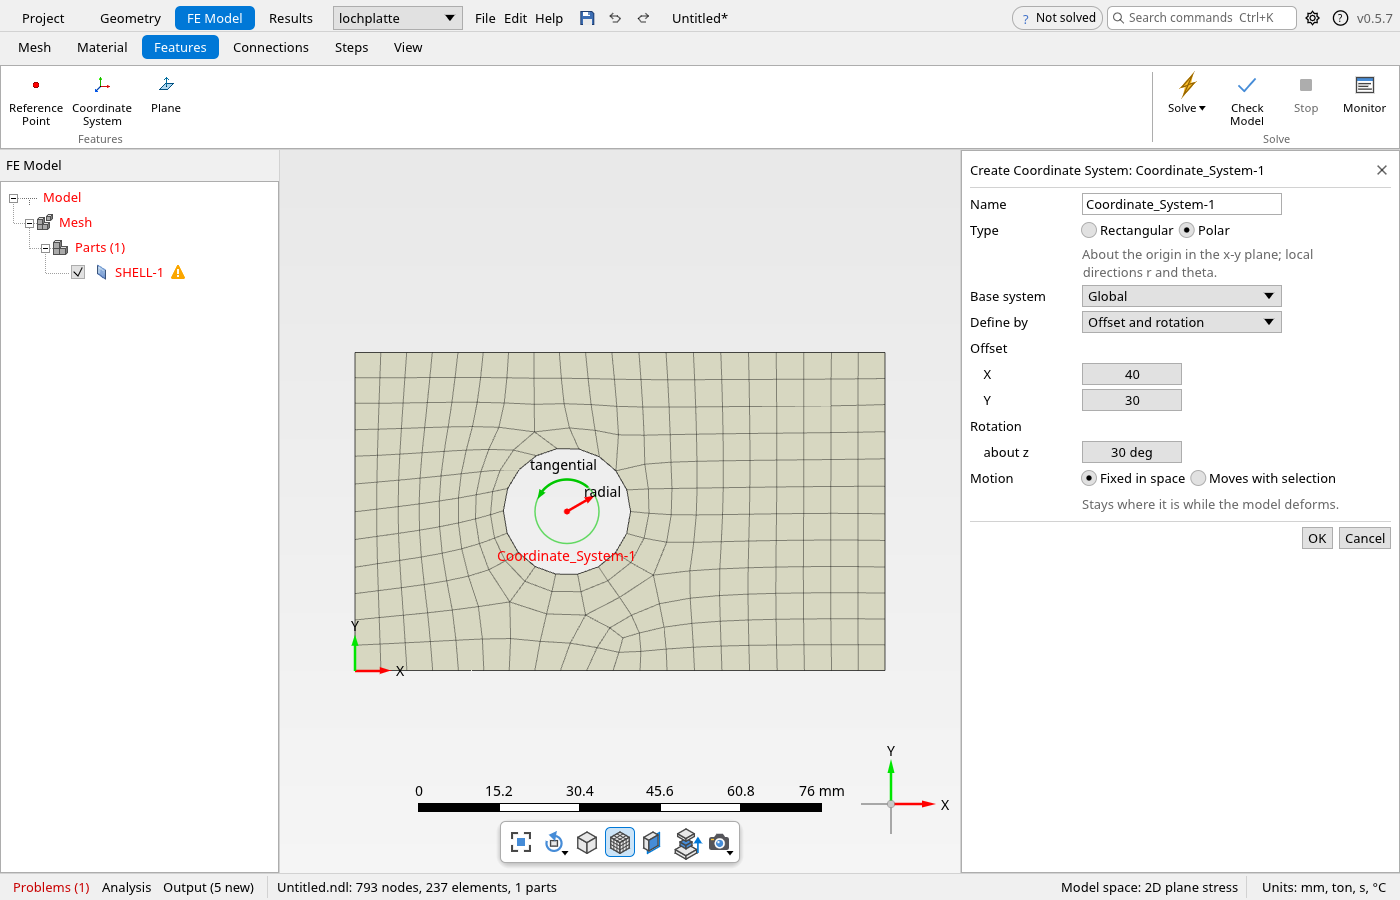 Project Geometry FE Model Results lochplatte File Edit Help Untitled* ? Not solved Search commands Ctrl+K ? v0.5.7
Mesh Material Features Connections Steps View
Reference Point
Coordinate System
Plane
Features
Solve
Check Model
Stop
Monitor
Solve
FE Model
Model
Mesh
Parts (1)
SHELL-1
tangential
radial
Coordinate_System-1
Y
X
0 15.2 30.4 45.6 60.8 76 mm
Y
X
Create Coordinate System: Coordinate_System-1
Name Coordinate_System-1
Type Rectangular Polar
About the origin in the x-y plane; local
directions r and theta.
Base system Global
Define by Offset and rotation
Offset
X 40
Y 30
Rotation
about z 30 deg
Motion Fixed in space Moves with selection
Stays where it is while the model deforms.
OK Cancel
Problems (1) Analysis Output (5 new) Untitled.ndl: 793 nodes, 237 elements, 1 parts Model space: 2D plane stress Units: mm, ton, s, °C